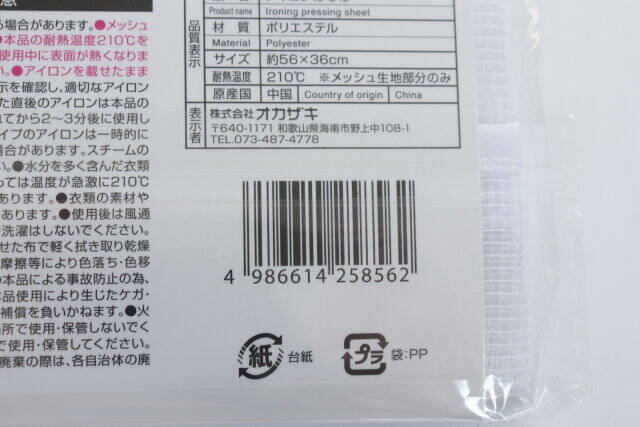 意
る場合があります。●メッシュ
●本品の耐熱温度210℃を
使用中に表面が熱くなりま
い。●アイロンを載せたまま
示を確認し、適切なアイロン
た直後のアイロンは本品の
てから2～3分後に使用し
イプのアイロンは一時的に
場合があります。スチームの
い。●水分を多く含んだ衣類
っては温度が急激に210℃
あります。●衣類の素材や
があります。●使用後は風通
洗濯はしないでください。
せた布で軽く拭き取り乾燥
摩擦等により色落ち・色移
本品による事故防止の為、
品使用により生じたケガ・
補償を負いかねます。●火
所で使用・保管しないでく
で使用・保管してください。
廃棄の際は、各自治体の廃
品質表示
Product name Ironing pressing sheet
材質 ポリエステル
Material Polyester
サイズ 約56×36cm
耐熱温度 210℃ ※メッシュ生地部分のみ
原産国 中国 Country of origin China
表示者
株式会社オカザキ
〒640-1171 和歌山県海南市野上中108-1
TEL.073-487-4778
4 986614 258562
紙 台紙
プラ 袋:PP